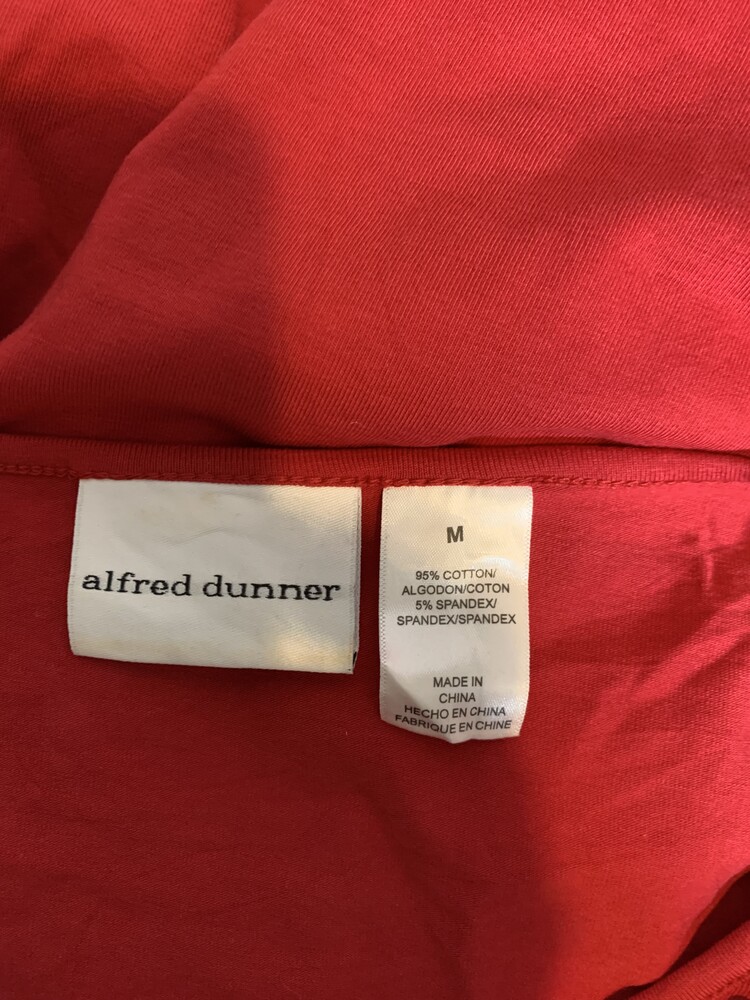 alfred dunner
M
95% COTTON/
ALGODON/COTON
5% SPANDEX/
SPANDEX/SPANDEX
MADE IN
CHINA
HECHO EN CHINA
FABRIQUE EN CHINE